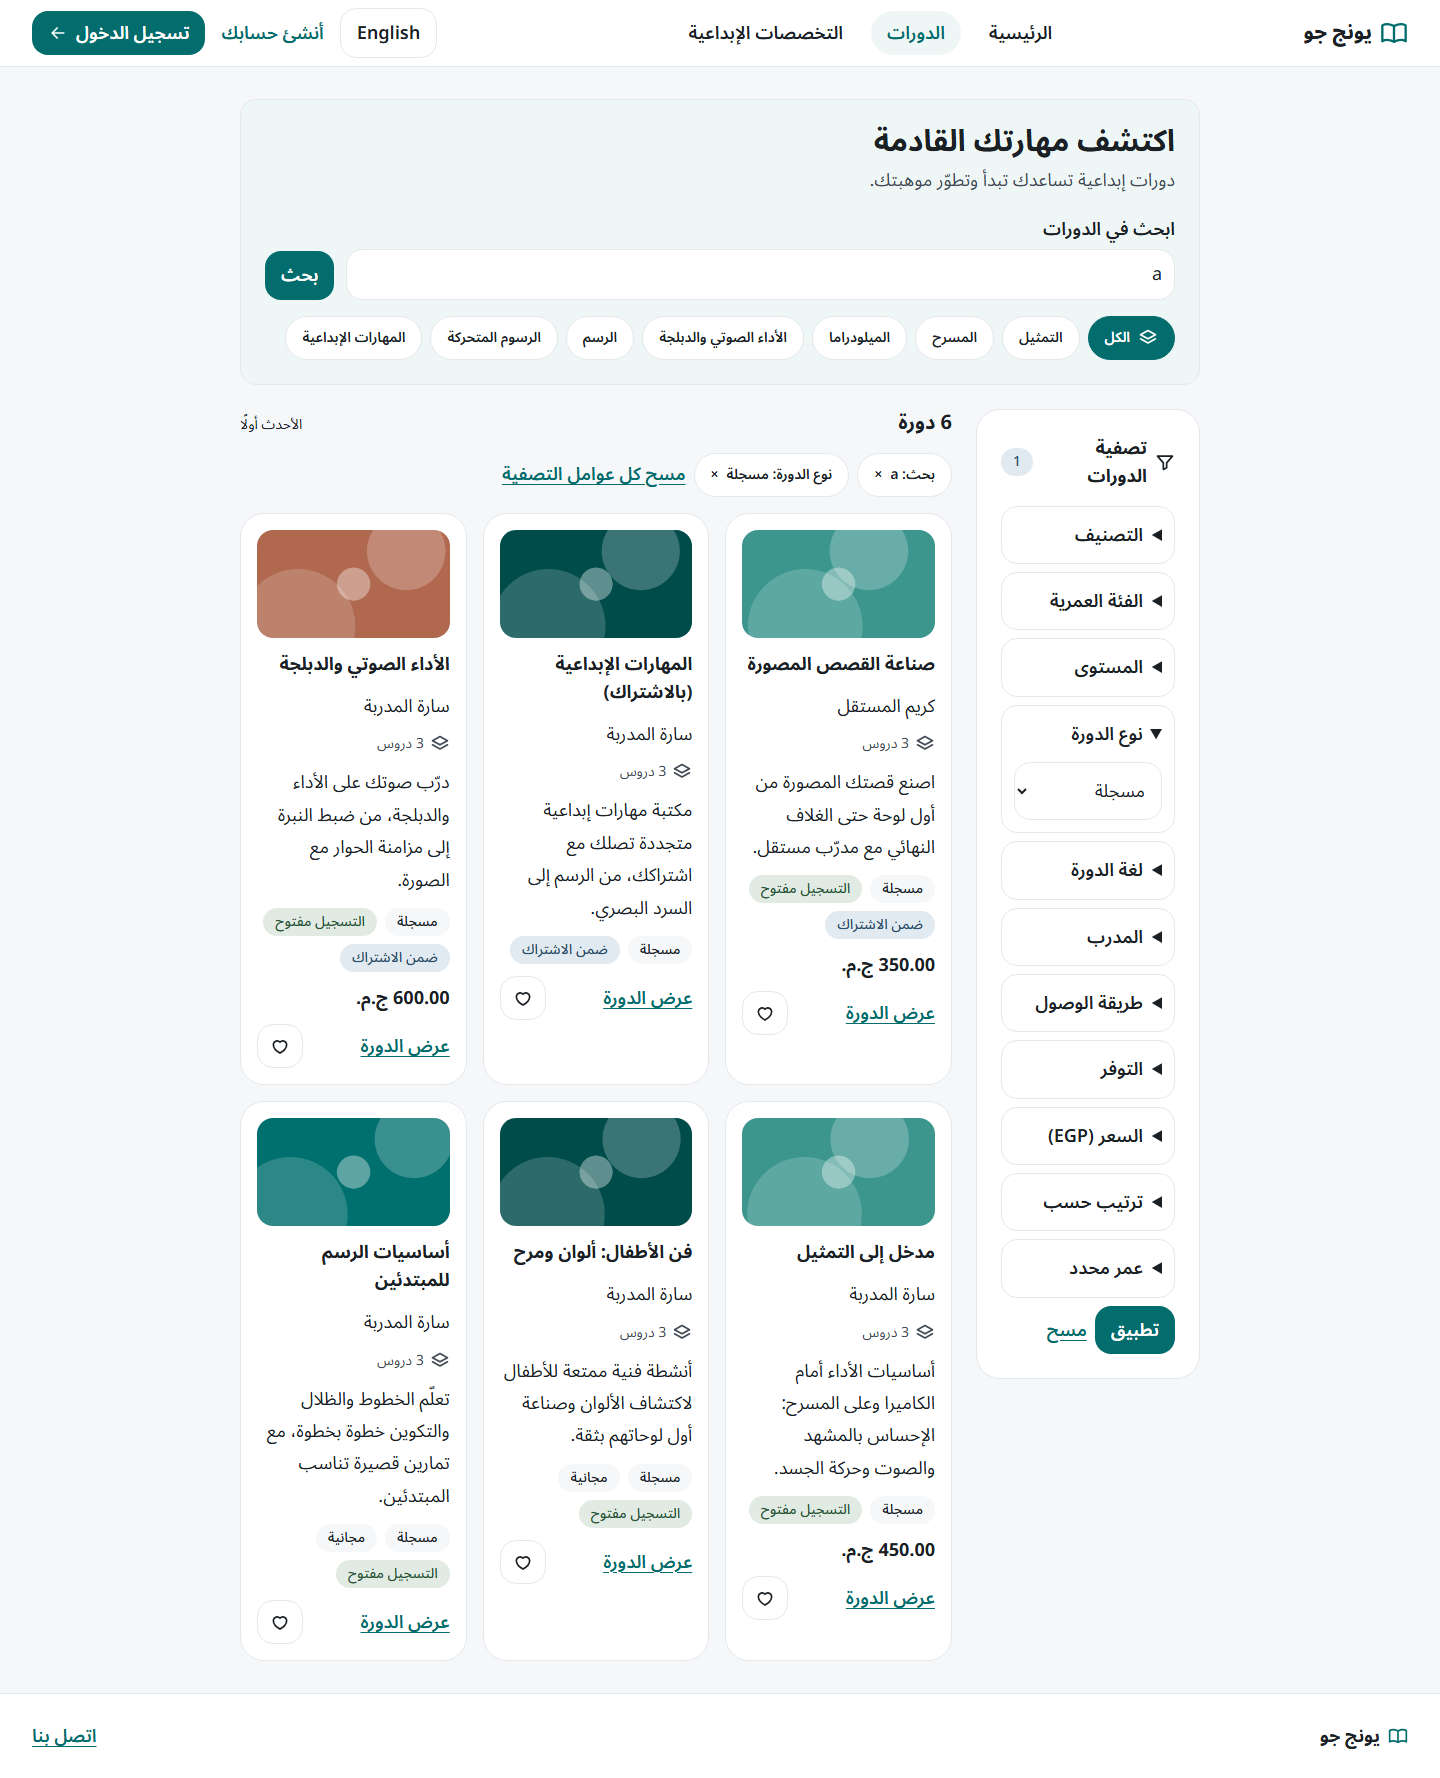 يونج جو
الرئيسية
الدورات
التخصصات الإبداعية
English
أنشئ حسابك
تسجيل الدخول
اكتشف مهارتك القادمة
دورات إبداعية تساعدك تبدأ وتطوّر موهبتك.
ابحث في الدورات
a
بحث
الكل
التمثيل
المسرح
الميلودراما
الأداء الصوتي والدبلجة
الرسم
الرسوم المتحركة
المهارات الإبداعية
تصفية
الدورات
1
التصنيف
الفئة العمرية
المستوى
نوع الدورة
مسجلة
لغة الدورة
المدرب
طريقة الوصول
التوفر
السعر (EGP)
ترتيب حسب
عمر محدد
تطبيق
مسح
6 دورة
الأحدث أولًا
بحث: a ×
نوع الدورة: مسجلة ×
مسح كل عوامل التصفية
صناعة القصص المصورة
كريم المستقل
3 دروس
اصنع قصتك المصورة من
أول لوحة حتى الغلاف
النهائي مع مدرّب مستقل.
مسجلة
التسجيل مفتوح
ضمن الاشتراك
350.00 ج.م.
عرض الدورة
المهارات الإبداعية
(بالاشتراك)
سارة المدربة
3 دروس
مكتبة مهارات إبداعية
متجددة تصلك مع
اشتراكك، من الرسم إلى
السرد البصري.
مسجلة
ضمن الاشتراك
عرض الدورة
الأداء الصوتي والدبلجة
سارة المدربة
3 دروس
درّب صوتك على الأداء
والدبلجة، من ضبط النبرة
إلى مزامنة الحوار مع
الصورة.
مسجلة
التسجيل مفتوح
ضمن الاشتراك
600.00 ج.م.
عرض الدورة
مدخل إلى التمثيل
سارة المدربة
3 دروس
أساسيات الأداء أمام
الكاميرا وعلى المسرح:
الإحساس بالمشهد
والصوت وحركة الجسد.
مسجلة
التسجيل مفتوح
450.00 ج.م.
عرض الدورة
فن الأطفال: ألوان ومرح
سارة المدربة
3 دروس
أنشطة فنية ممتعة للأطفال
لاكتشاف الألوان وصناعة
أول لوحاتهم بثقة.
مسجلة
مجانية
التسجيل مفتوح
عرض الدورة
أساسيات الرسم
للمبتدئين
سارة المدربة
3 دروس
تعلّم الخطوط والظلال
والتكوين خطوة بخطوة، مع
تمارين قصيرة تناسب
المبتدئين.
مسجلة
مجانية
التسجيل مفتوح
عرض الدورة
يونج جو
اتصل بنا